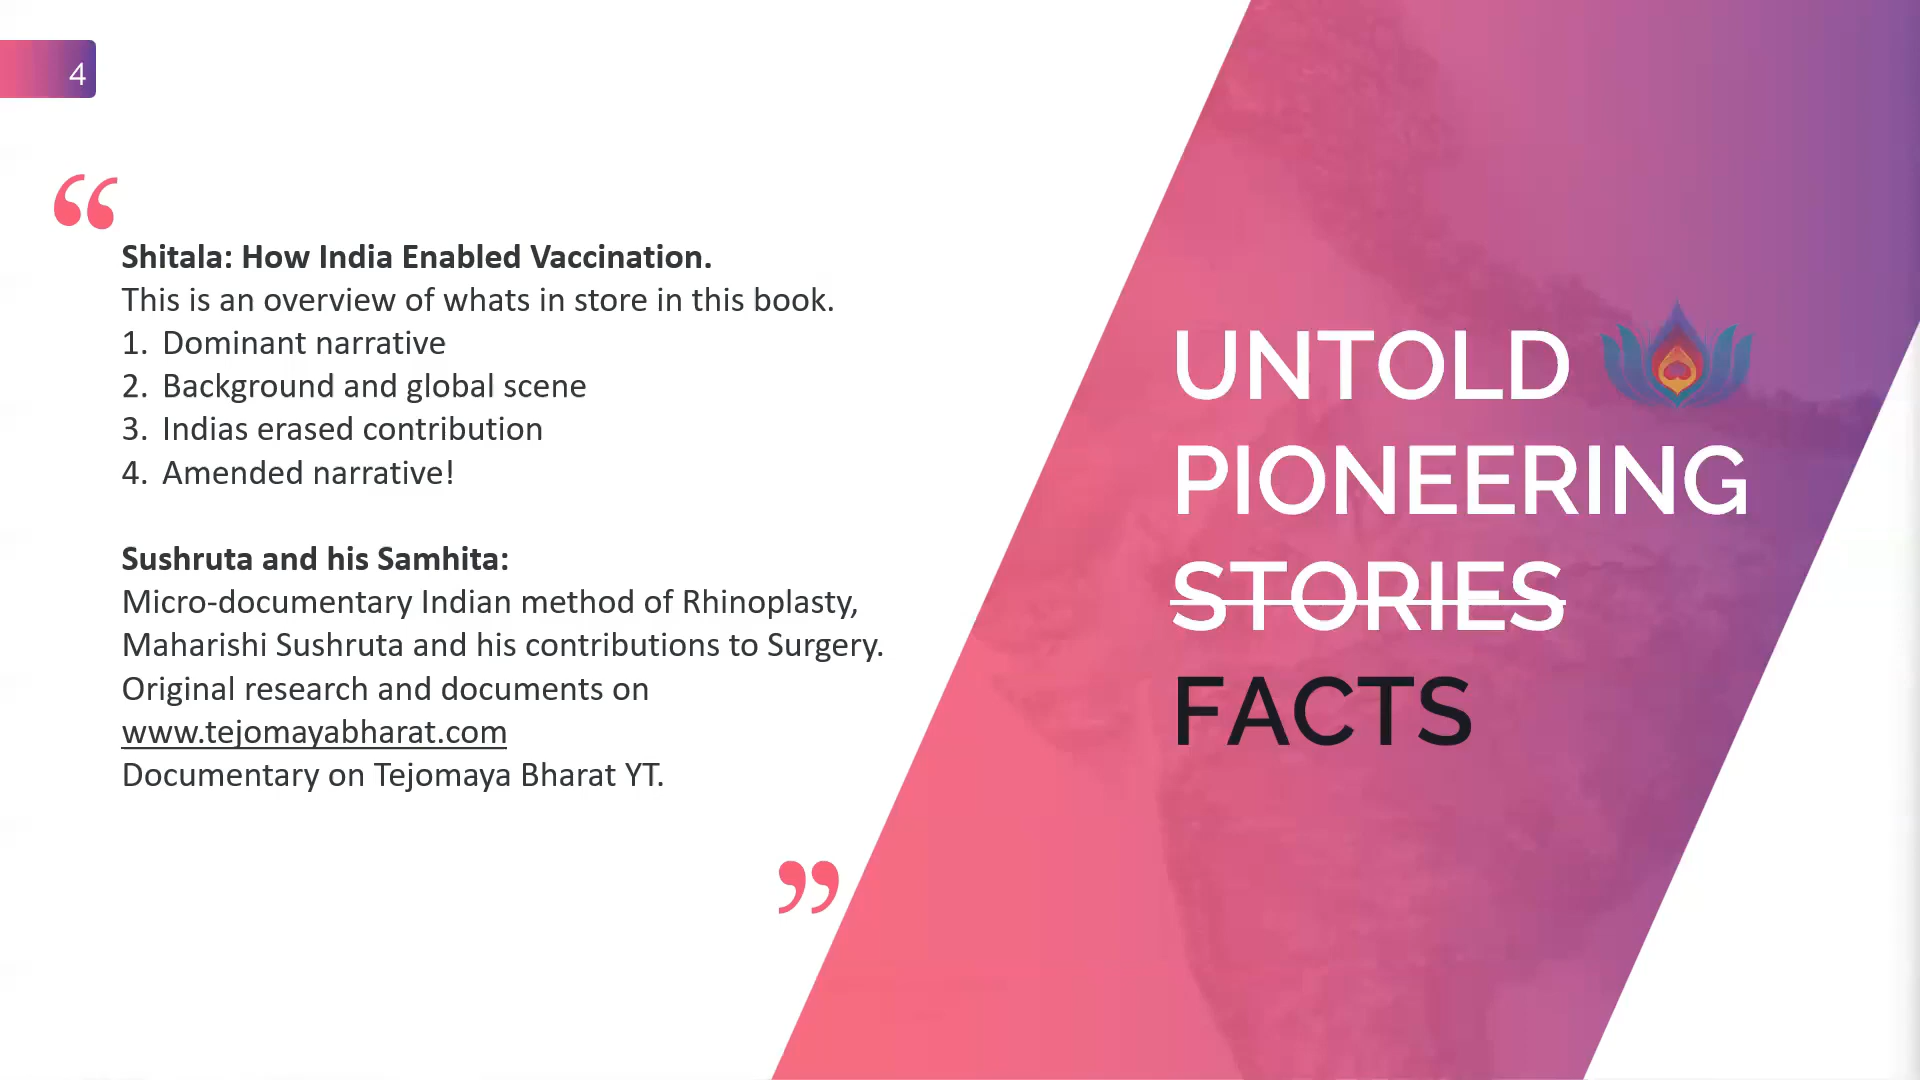 4
“
Shitala: How India Enabled Vaccination.
This is an overview of whats in store in this book.
1. Dominant narrative
2. Background and global scene
3. Indias erased contribution
4. Amended narrative!
Sushruta and his Samhita:
Micro-documentary Indian method of Rhinoplasty,
Maharishi Sushruta and his contributions to Surgery.
Original research and documents on
www.tejomayabharat.com
Documentary on Tejomaya Bharat YT.
”
UNTOLD
PIONEERING
STORIES
FACTS